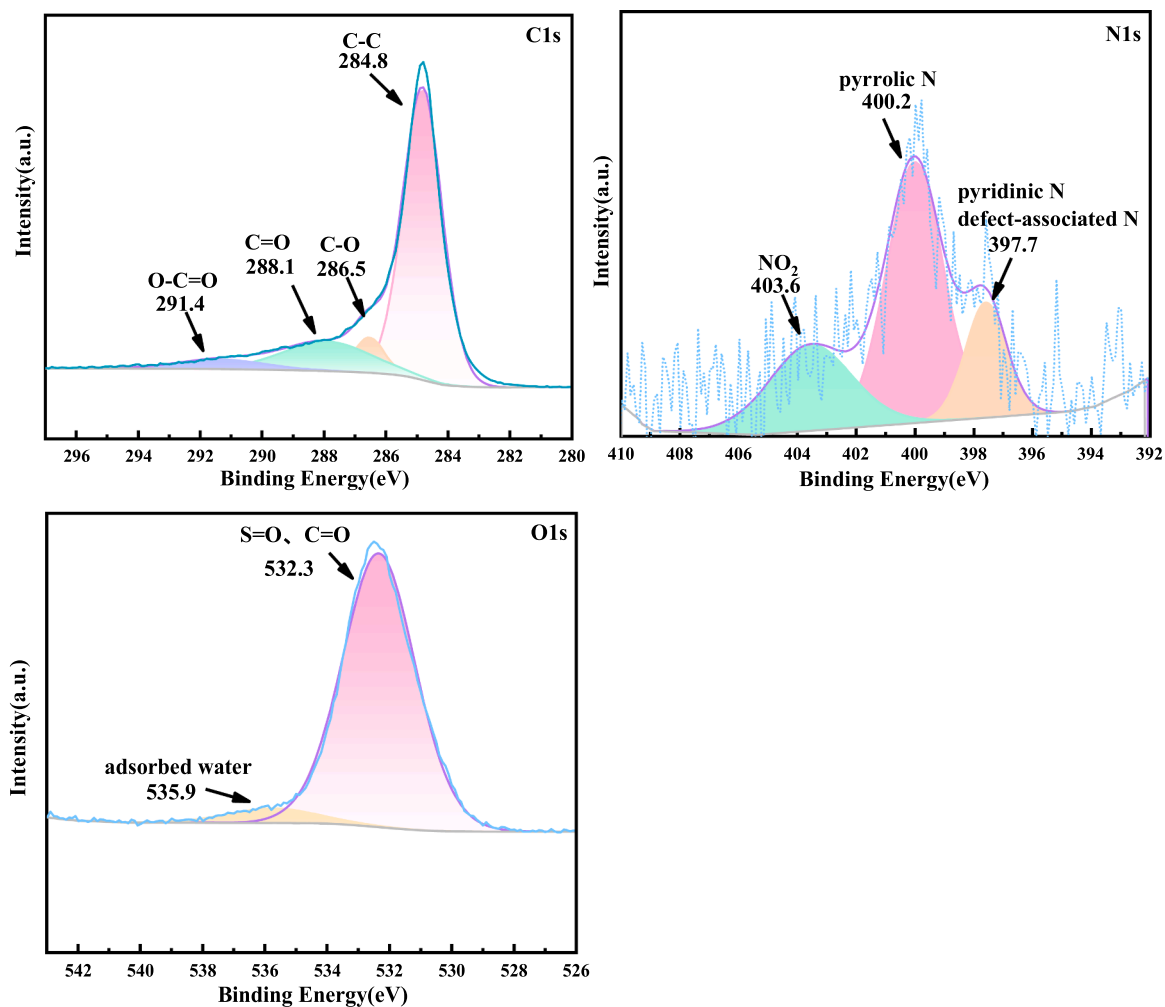 C1s
C-C
284.8
C=O
288.1
C-O
286.5
O-C=O
291.4
Intensity(a.u.)
296 294 292 290 288 286 284 282 280
Binding Energy(eV)
N1s
pyrrolic N
400.2
pyridinic N
defect-associated N
397.7
NO2
403.6
Intensity(a.u.)
410 408 406 404 402 400 398 396 394 392
Binding Energy(eV)
O1s
S=O、C=O
532.3
adsorbed water
535.9
Intensity(a.u.)
542 540 538 536 534 532 530 528 526
Binding Energy(eV)